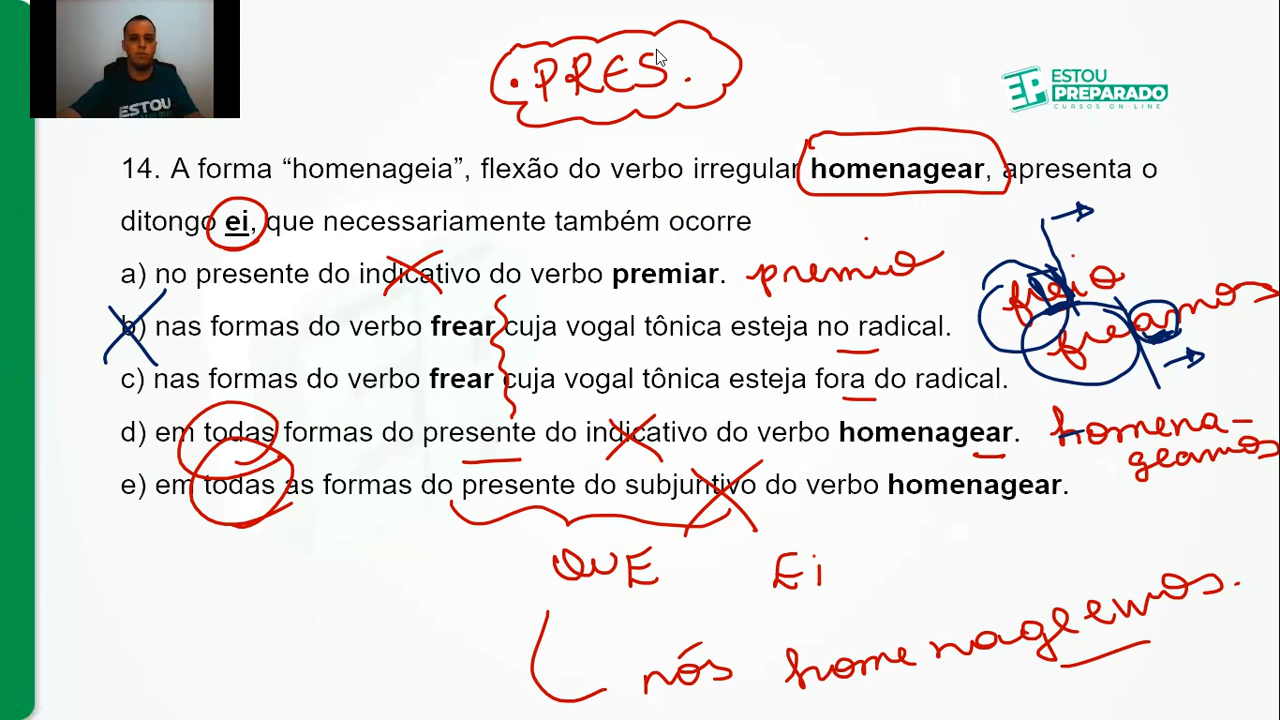 ESTOU
. PRES.
ESTOU
PREPARADO
CURSOS ON-LINE
EP
14. A forma “homenageia”, flexão do verbo irregular homenagear, apresenta o
ditongo ei, que necessariamente também ocorre
a) no presente do indicativo do verbo premiar. premio
freio
b) nas formas do verbo frear cuja vogal tônica esteja no radical.
freamos
c) nas formas do verbo frear cuja vogal tônica esteja fora do radical.
d) em todas formas do presente do indicativo do verbo homenagear. homena-
geamos
e) em todas as formas do presente do subjuntivo do verbo homenagear.
QUE Ei
nós homenageemos.